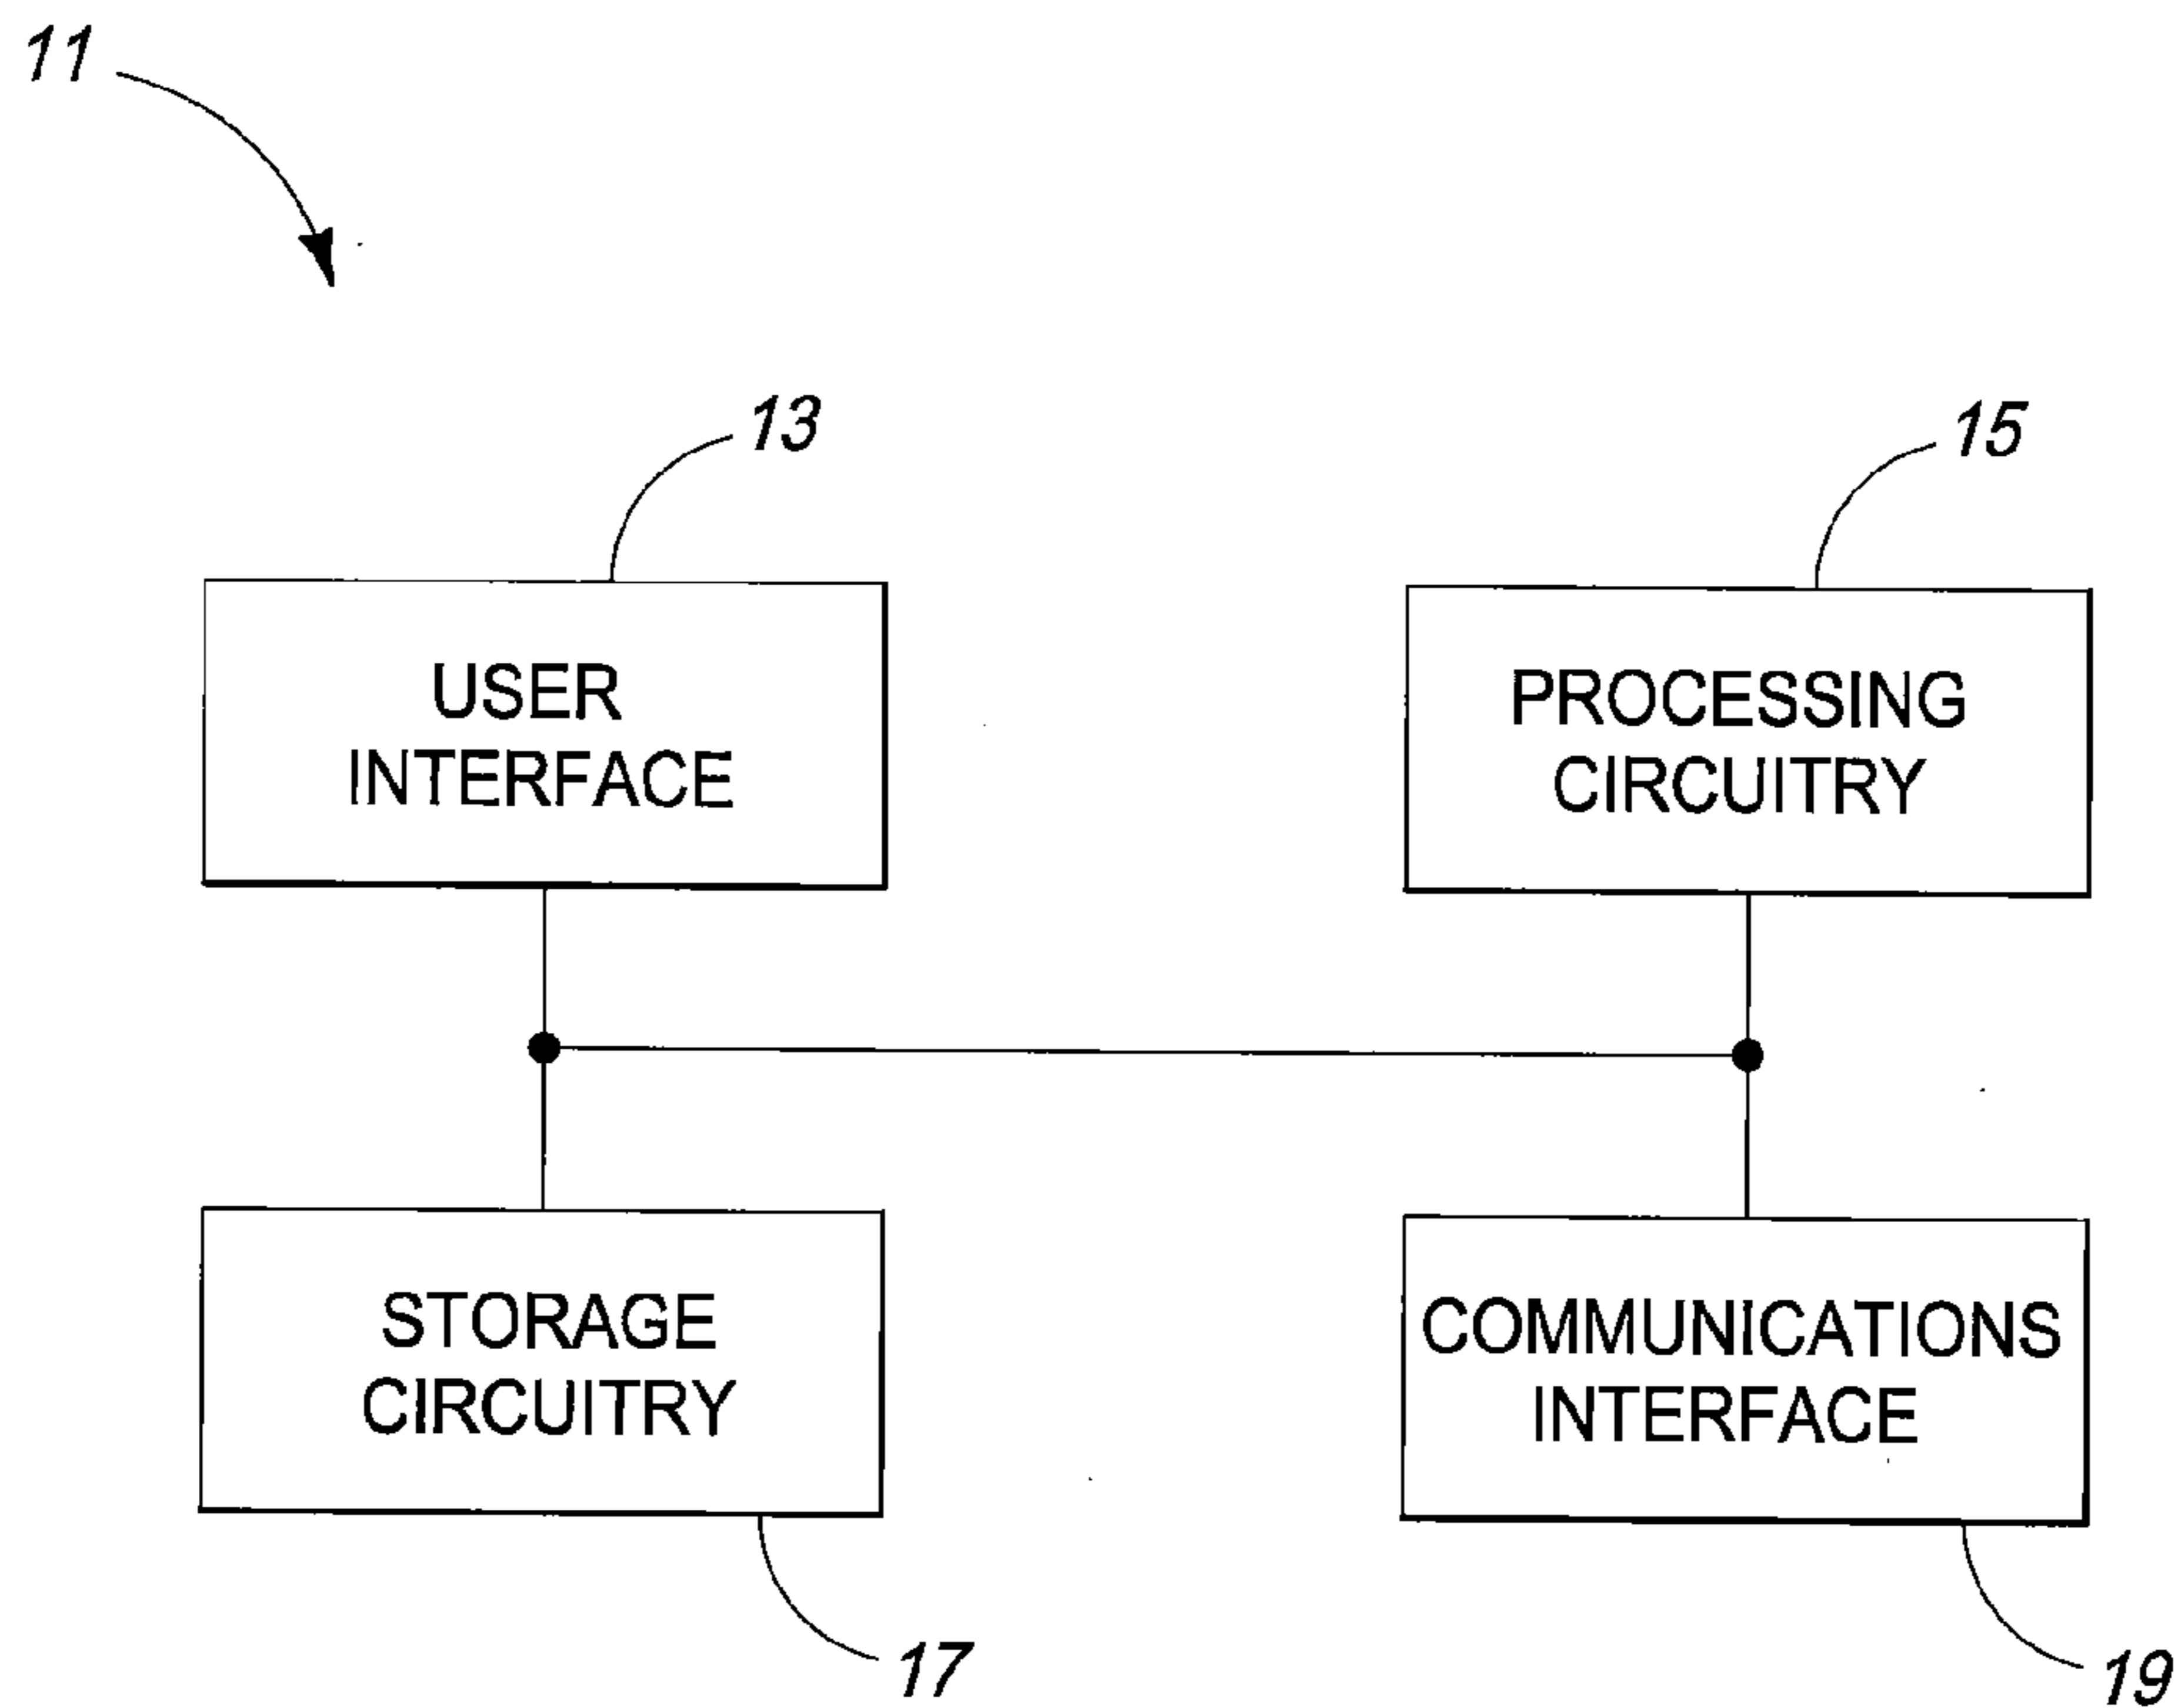 11
13
15
USER
INTERFACE
PROCESSING
CIRCUITRY
STORAGE
CIRCUITRY
COMMUNICATIONS
INTERFACE
17
19